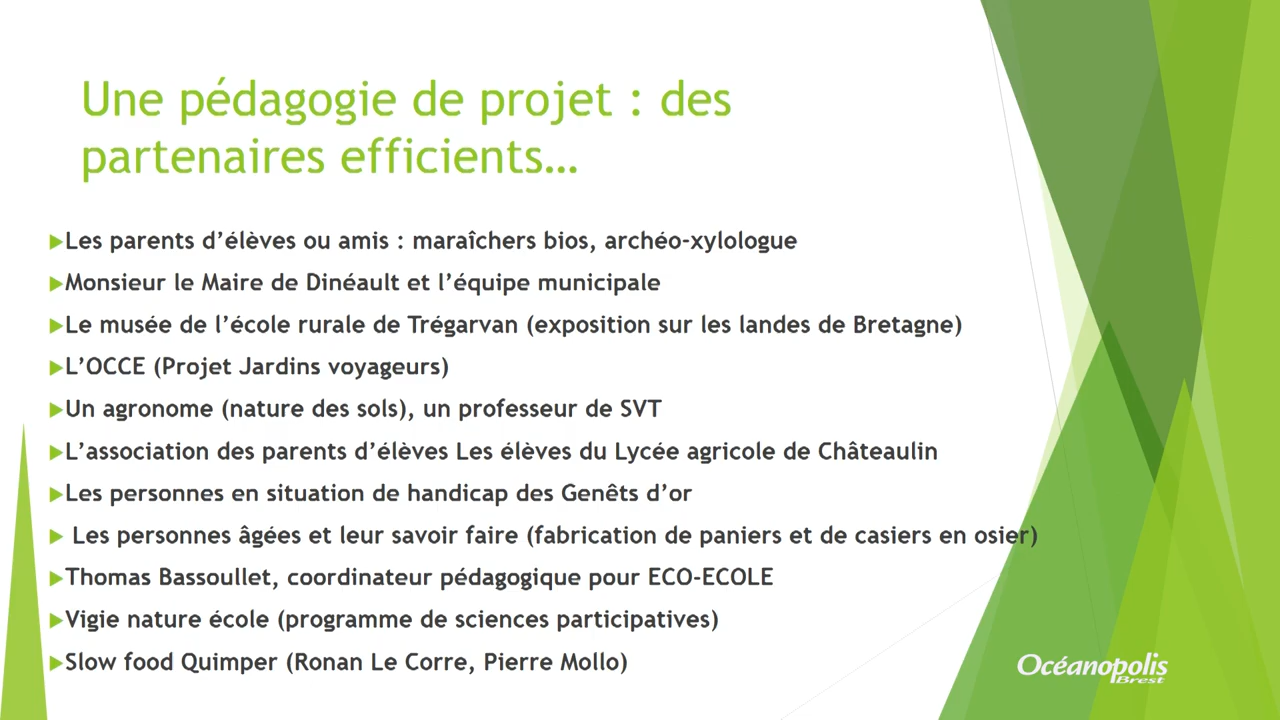 Une pédagogie de projet : des
partenaires efficients…
Les parents d’élèves ou amis : maraîchers bios, archéo-xylologue
Monsieur le Maire de Dinéault et l’équipe municipale
Le musée de l’école rurale de Trégarvan (exposition sur les landes de Bretagne)
L’OCCE (Projet Jardins voyageurs)
Un agronome (nature des sols), un professeur de SVT
L’association des parents d’élèves Les élèves du Lycée agricole de Châteaulin
Les personnes en situation de handicap des Genêts d’or
Les personnes âgées et leur savoir faire (fabrication de paniers et de casiers en osier)
Thomas Bassoullet, coordinateur pédagogique pour ECO-ECOLE
Vigie nature école (programme de sciences participatives)
Slow food Quimper (Ronan Le Corre, Pierre Mollo)
Océanopolis
Brest